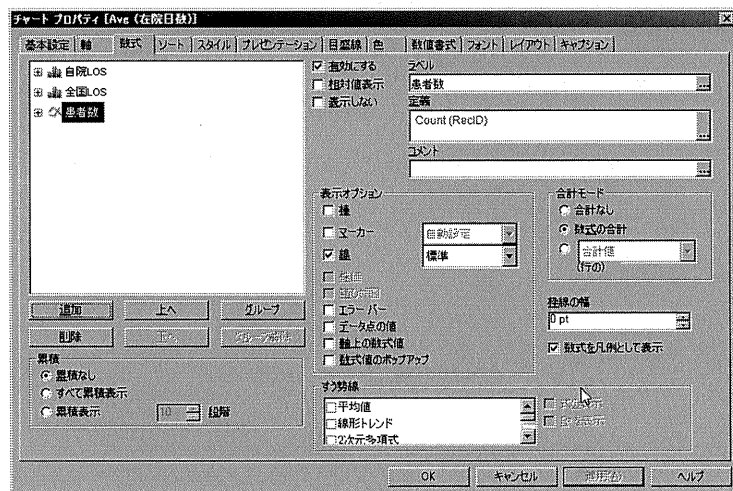 チャート プロパティ [Ave (在院日数)]
基本設定 軸 数式 ソート スタイル プレゼンテーション 目盛線 色 数値書式 フォント レイアウト キャプション
自院LOS
全国LOS
患者数
有効にする
相対値表示
表示しない
ラベル
患者数
定義
Count (RecID)
コメント
表示オプション
棒
マーカー 自動設定
線 標準
エラー バー
データ点の値
軸上の数式値
数式値のポップアップ
合計モード
合計なし
数式の合計
合計値
(行の)
枠線の幅
0 pt
数式を凡例として表示
追加 上へ グループ
削除 下へ グループ解除
累積
累積なし
すべて累積表示
累積表示 10 段階
すう勢線
平均値
線形トレンド
2次元多項式
OK キャンセル 適用(A) ヘルプ